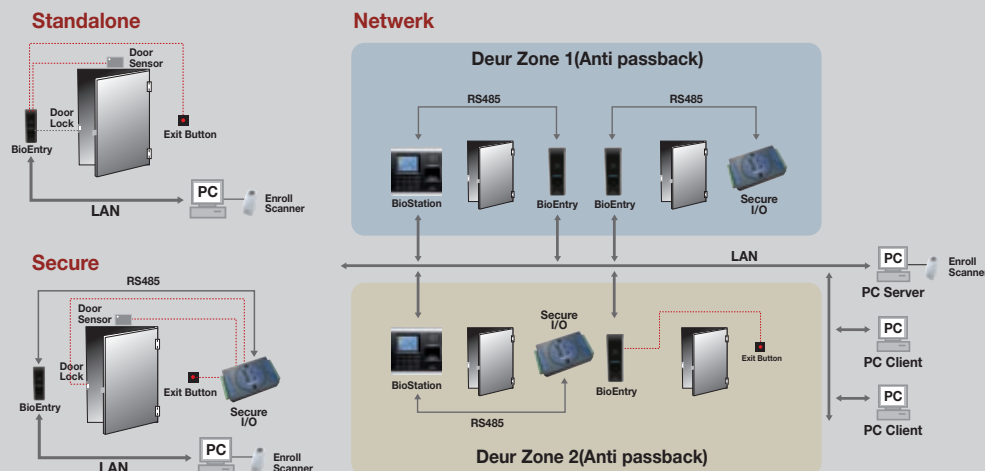 Standalone
Door
Sensor
Door
Lock
Exit Button
BioEntry
PC
Enroll
Scanner
LAN
Secure
RS485
Door
Sensor
Door
Lock
BioEntry
Exit Button
Secure
I/O
PC
Enroll
Scanner
LAN
Netwerk
Deur Zone 1(Anti passback)
RS485
RS485
BioStation
BioEntry
BioEntry
Secure
I/O
LAN
PC
Enroll
Scanner
PC Server
Secure
I/O
BioStation
BioEntry
Exit Button
RS485
Deur Zone 2(Anti passback)
PC
PC Client
PC
PC Client